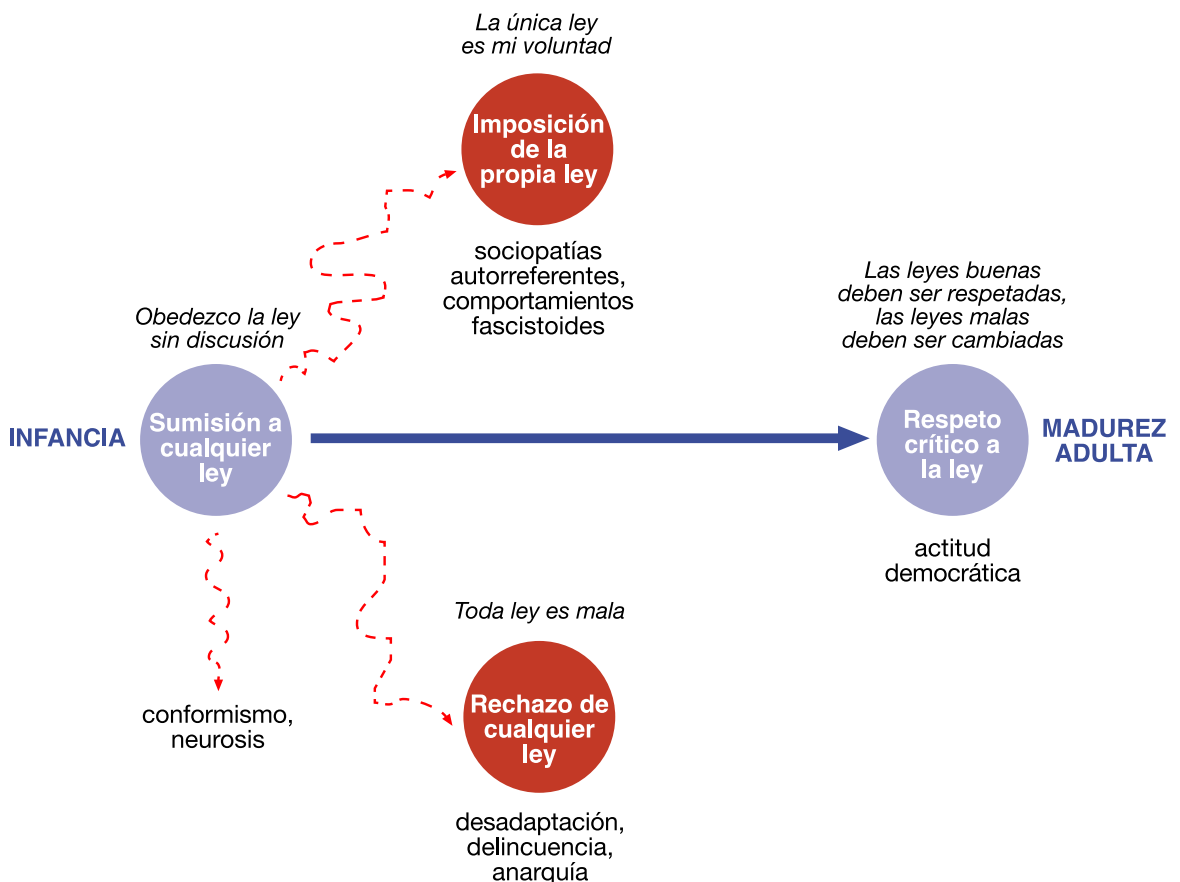 La única ley
es mi voluntad
Imposición
de la
propia ley
sociopatías
autorreferentes,
comportamientos
fascistoides
Obedezco la ley
sin discusión
INFANCIA
Sumisión a
cualquier
ley
Las leyes buenas
deben ser respetadas,
las leyes malas
deben ser cambiadas
Respeto
crítico a
la ley
MADUREZ
ADULTA
actitud
democrática
conformismo,
neurosis
Toda ley es mala
Rechazo de
cualquier
ley
desadaptación,
delincuencia,
anarquía